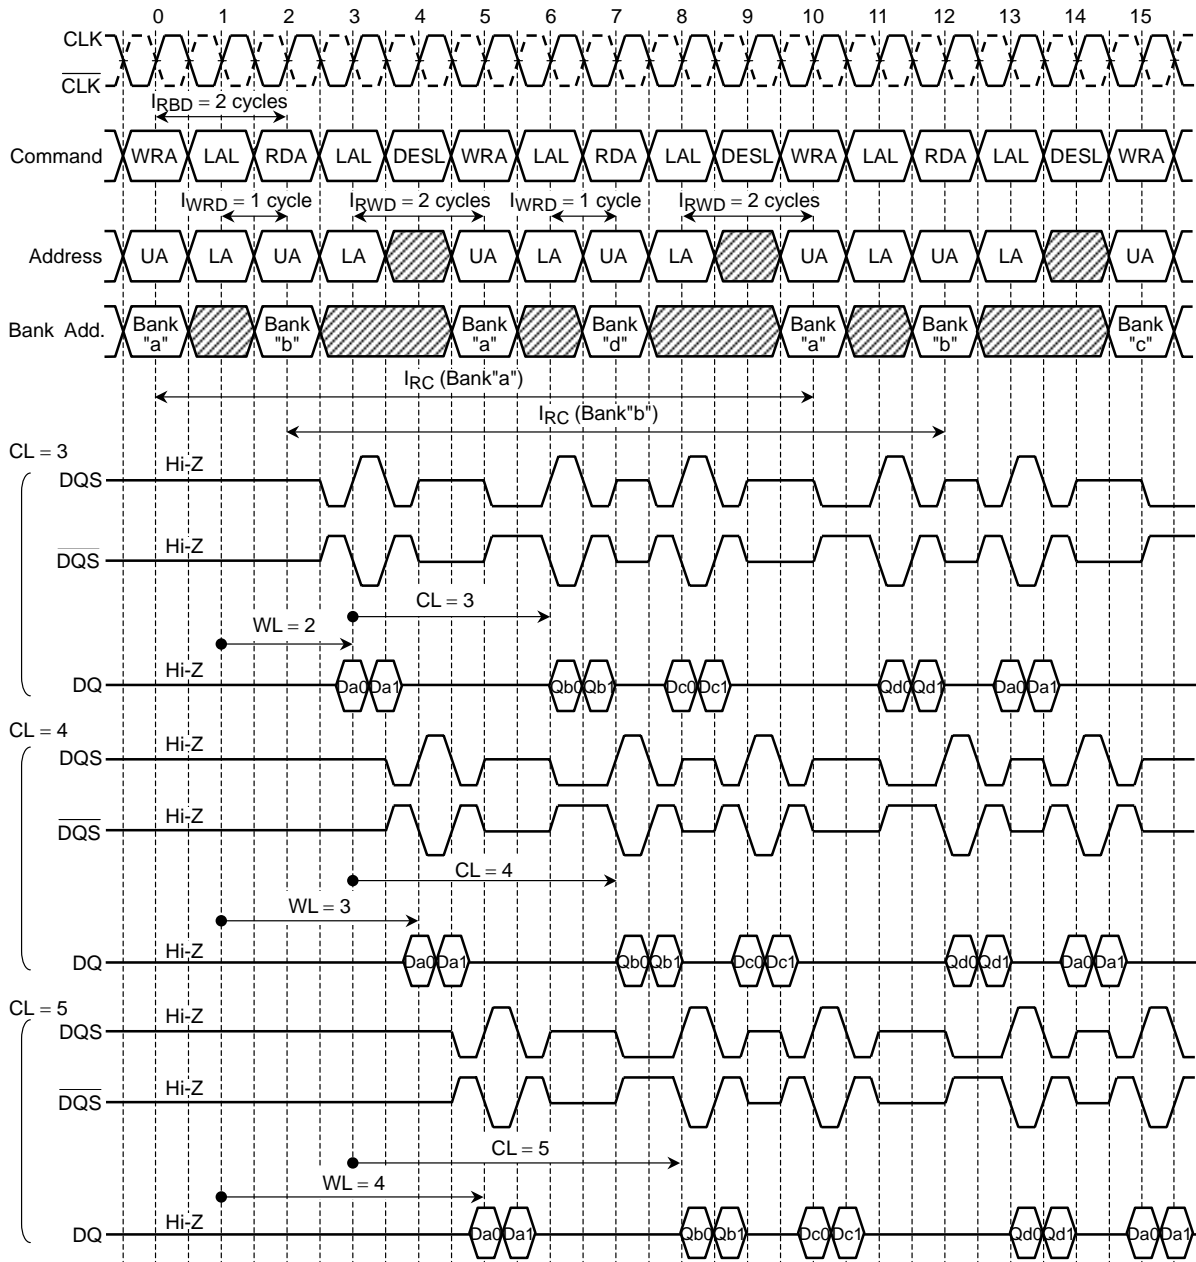 0 1 2 3 4 5 6 7 8 9 10 11 12 13 14 15
CLK
CLK
IRBD = 2 cycles
Command WRA LAL RDA LAL DESL WRA LAL RDA LAL DESL WRA LAL RDA LAL DESL WRA
IWRD = 1 cycle IRWD = 2 cycles IWRD = 1 cycle IRWD = 2 cycles
Address UA LA UA LA UA LA UA LA UA LA UA LA UA
Bank Add. Bank "a" Bank "b" Bank "a" Bank "d" Bank "a" Bank "b" Bank "c"
IRC (Bank"a")
IRC (Bank"b")
CL = 3
DQS Hi-Z
DQS Hi-Z
CL = 3
WL = 2
DQ Hi-Z Da0 Da1 Qb0 Qb1 Dc0 Dc1 Qd0 Qd1 Da0 Da1
CL = 4
DQS Hi-Z
DQS Hi-Z
CL = 4
WL = 3
DQ Hi-Z Da0 Da1 Qb0 Qb1 Dc0 Dc1 Qd0 Qd1 Da0 Da1
CL = 5
DQS Hi-Z
DQS Hi-Z
CL = 5
WL = 4
DQ Hi-Z Da0 Da1 Qb0 Qb1 Dc0 Dc1 Qd0 Qd1 Da0 Da1